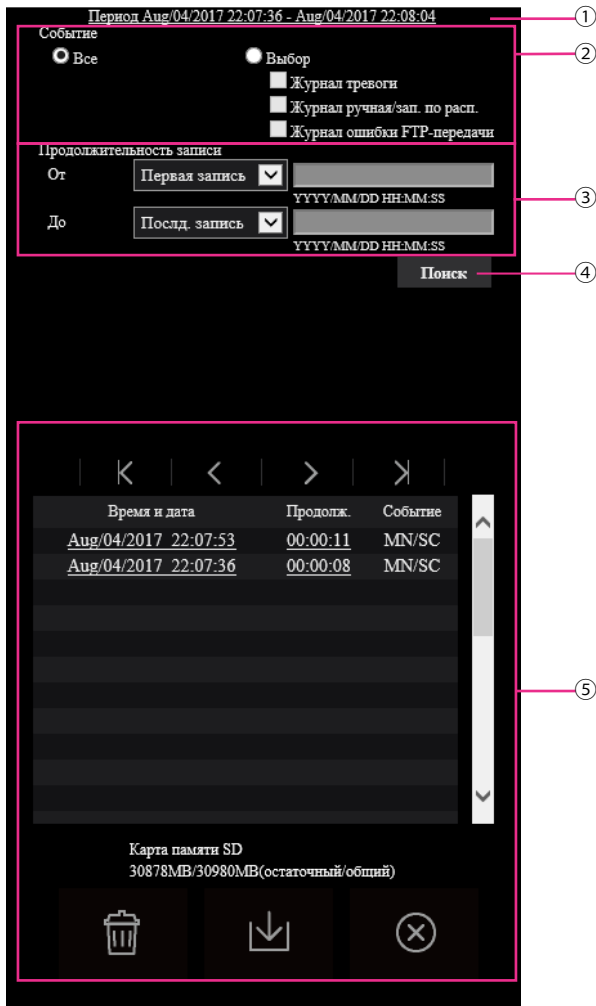 Период Aug/04/2017 22:07:36 - Aug/04/2017 22:08:04 ①
Событие ②
Все Выбор
Журнал тревоги
Журнал ручная/зап. по расп.
Журнал ошибки FTP-передачи
Продолжительность записи
От Первая запись ③
YYYY/MM/DD HH:MM:SS
До Послд. запись
YYYY/MM/DD HH:MM:SS
Поиск ④
Время и дата Продолж. Событие
Aug/04/2017 22:07:53 00:00:11 MN/SC
Aug/04/2017 22:07:36 00:00:08 MN/SC
⑤
Карта памяти SD
30878MB/30980MB(остаточный/общий)